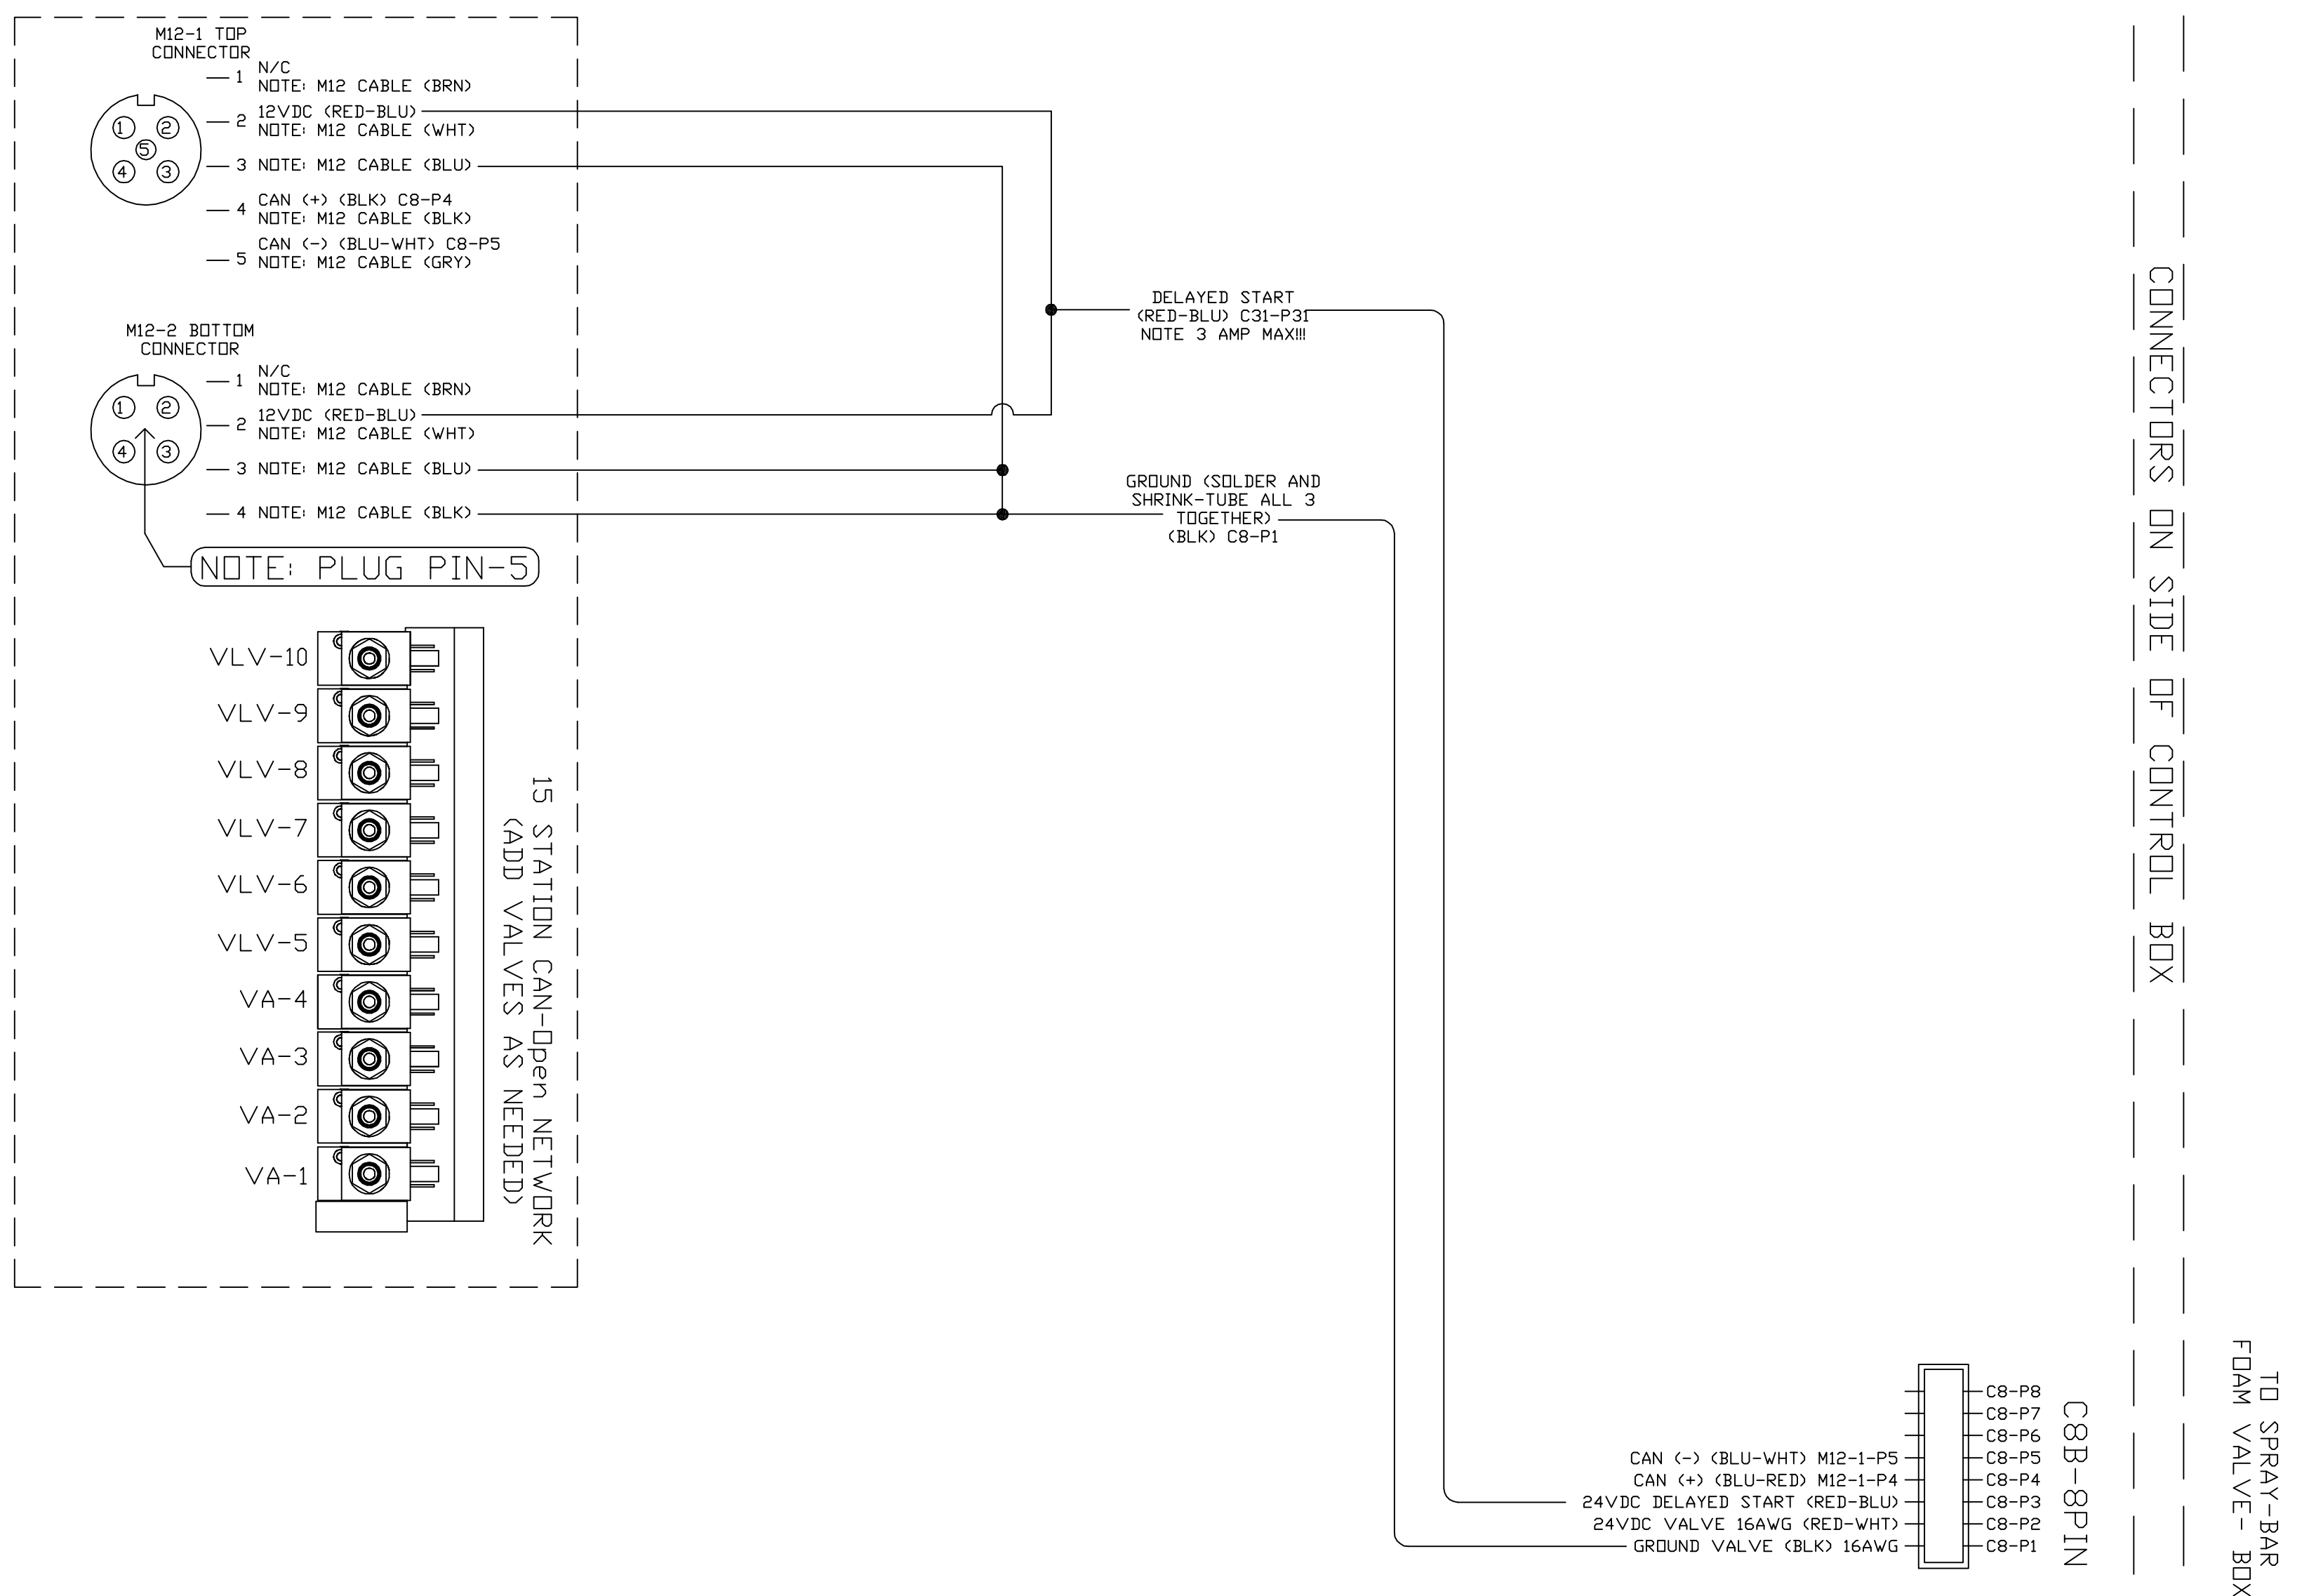 M12-1 TOP
CONNECTOR
1 N/C
NOTE: M12 CABLE (BRN)
2 12VDC (RED-BLU)
NOTE: M12 CABLE (WHT)
3 NOTE: M12 CABLE (BLU)
4 CAN (+) (BLK) C8-P4
NOTE: M12 CABLE (BLK)
5 CAN (-) (BLU-WHT) C8-P5
NOTE: M12 CABLE (GRY)
1 2
5
4 3
M12-2 BOTTOM
CONNECTOR
1 N/C
NOTE: M12 CABLE (BRN)
2 12VDC (RED-BLU)
NOTE: M12 CABLE (WHT)
3 NOTE: M12 CABLE (BLU)
4 NOTE: M12 CABLE (BLK)
1 2
4 3
NOTE: PLUG PIN-5
DELAYED START
(RED-BLU) C31-P31
NOTE 3 AMP MAX!!!
GROUND (SOLDER AND
SHRINK-TUBE ALL 3
TOGETHER)
(BLK) C8-P1
VLV-10
VLV-9
VLV-8
VLV-7
VLV-6
VLV-5
VA-4
VA-3
VA-2
VA-1
15 STATION CAN-Open NETWORK
(ADD VALVES AS NEEDED)
CONNECTORS ON SIDE OF CONTROL BOX
C8-P8
C8-P7
C8-P6
CAN (-) (BLU-WHT) M12-1-P5 C8-P5
CAN (+) (BLU-RED) M12-1-P4 C8-P4
24VDC DELAYED START (RED-BLU) C8-P3
24VDC VALVE 16AWG (RED-WHT) C8-P2
GROUND VALVE (BLK) 16AWG C8-P1
C8B-8PIN
TO SPRAY-BAR
FOAM VALVE- BOX